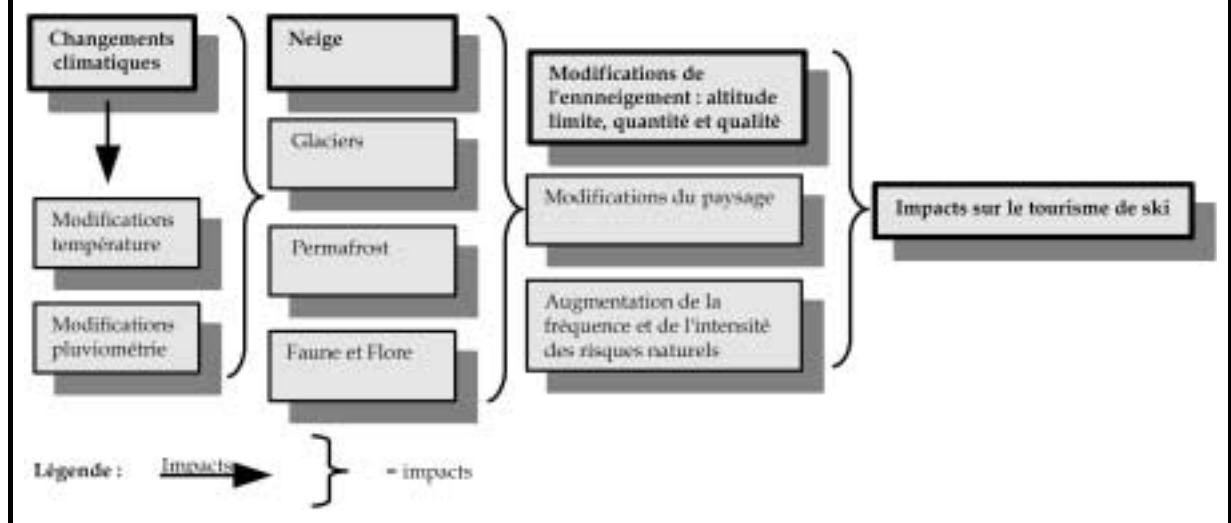 Changements
climatiques
Modifications
température
Modifications
pluviométrie
Neige
Glaciers
Permafrost
Faune et Flore
Modifications de
l'ennneigement : altitude
limite, quantité et qualité
Modifications du paysage
Augmentation de la
fréquence et de l'intensité
des risques naturels
Impacts sur le tourisme de ski
Légende : Impacts = impacts